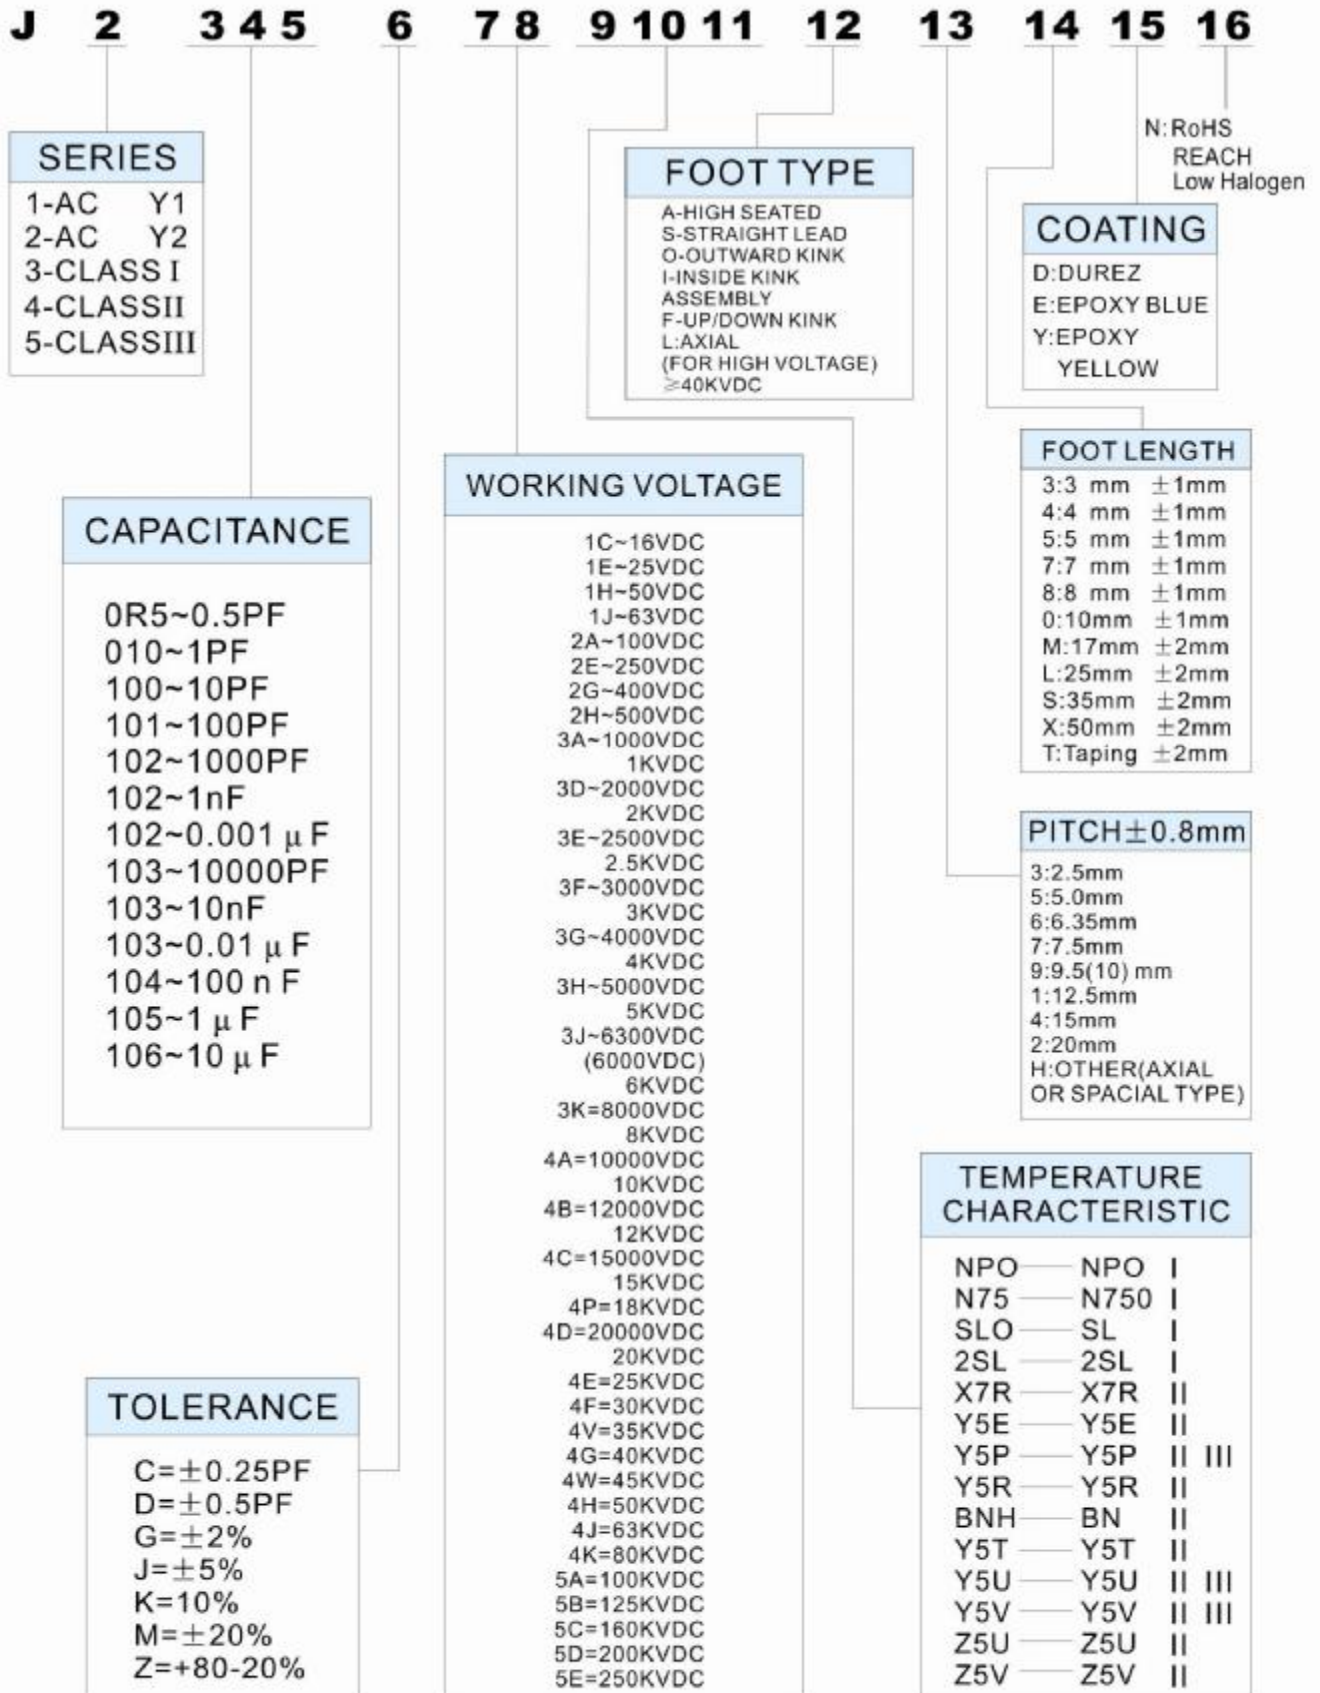 J 2 3 4 5 6 7 8 9 10 11 12 13 14 15 16
N:RoHS
REACH
Low Halogen
SERIES
1-AC Y1
2-AC Y2
3-CLASS I
4-CLASSII
5-CLASSIII
FOOT TYPE
A-HIGH SEATED
S-STRAIGHT LEAD
O-OUTWARD KINK
I-INSIDE KINK
ASSEMBLY
F-UP/DOWN KINK
L:AXIAL
(FOR HIGH VOLTAGE)
≧40KVDC
COATING
D:DUREZ
E:EPOXY BLUE
Y:EPOXY
YELLOW
FOOT LENGTH
3:3 mm ±1mm
4:4 mm ±1mm
5:5 mm ±1mm
7:7 mm ±1mm
8:8 mm ±1mm
0:10mm ±1mm
M:17mm ±2mm
L:25mm ±2mm
S:35mm ±2mm
X:50mm ±2mm
T:Taping ±2mm
CAPACITANCE
0R5~0.5PF
010~1PF
100~10PF
101~100PF
102~1000PF
102~1nF
102~0.001 μ F
103~10000PF
103~10nF
103~0.01 μ F
104~100 n F
105~1 μ F
106~10 μ F
WORKING VOLTAGE
1C~16VDC
1E~25VDC
1H~50VDC
1J~63VDC
2A~100VDC
2E~250VDC
2G~400VDC
2H~500VDC
3A~1000VDC
1KVDC
3D~2000VDC
2KVDC
3E~2500VDC
2.5KVDC
3F~3000VDC
3KVDC
3G~4000VDC
4KVDC
3H~5000VDC
5KVDC
3J~6300VDC
(6000VDC)
6KVDC
3K=8000VDC
8KVDC
4A=10000VDC
10KVDC
4B=12000VDC
12KVDC
4C=15000VDC
15KVDC
4P=18KVDC
4D=20000VDC
20KVDC
4E=25KVDC
4F=30KVDC
4V=35KVDC
4G=40KVDC
4W=45KVDC
4H=50KVDC
4J=63KVDC
4K=80KVDC
5A=100KVDC
5B=125KVDC
5C=160KVDC
5D=200KVDC
5E=250KVDC
PITCH±0.8mm
3:2.5mm
5:5.0mm
6:6.35mm
7:7.5mm
9:9.5(10) mm
1:12.5mm
4:15mm
2:20mm
H:OTHER(AXIAL
OR SPACIAL TYPE)
TOLERANCE
C=±0.25PF
D=±0.5PF
G=±2%
J=±5%
K=10%
M=±20%
Z=+80-20%
TEMPERATURE
CHARACTERISTIC
NPO NPO I
N75 N750 I
SLO SL I
2SL 2SL I
X7R X7R II
Y5E Y5E II
Y5P Y5P II III
Y5R Y5R II
BNH BN II
Y5T Y5T II
Y5U Y5U II III
Y5V Y5V II III
Z5U Z5U II
Z5V Z5V II